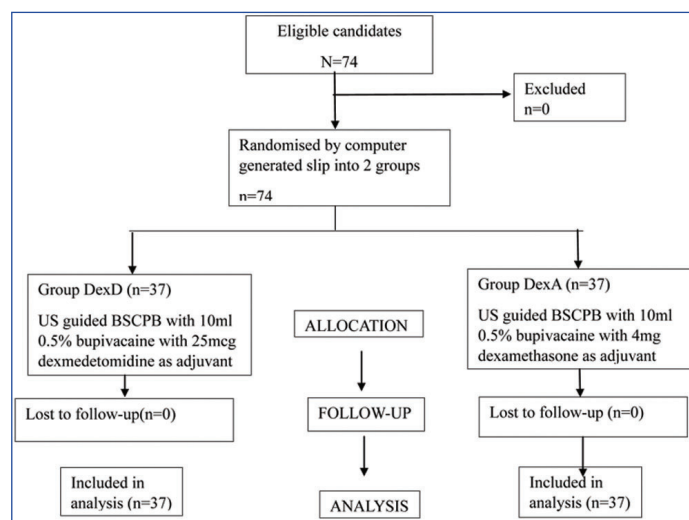 Eligible candidates
N=74
Excluded
n=0
Randomised by computer
generated slip into 2 groups
n=74
Group DexD (n=37)
US guided BSCPB with 10ml
0.5% bupivacaine with 25mcg
dexmedetomidine as adjuvant
ALLOCATION
Group DexA (n=37)
US guided BSCPB with 10ml
0.5% bupivacaine with 4mg
dexamethasone as adjuvant
Lost to follow-up(n=0)
FOLLOW-UP
Lost to follow-up (n=0)
Included in
analysis (n=37)
ANALYSIS
Included in
analysis (n=37)